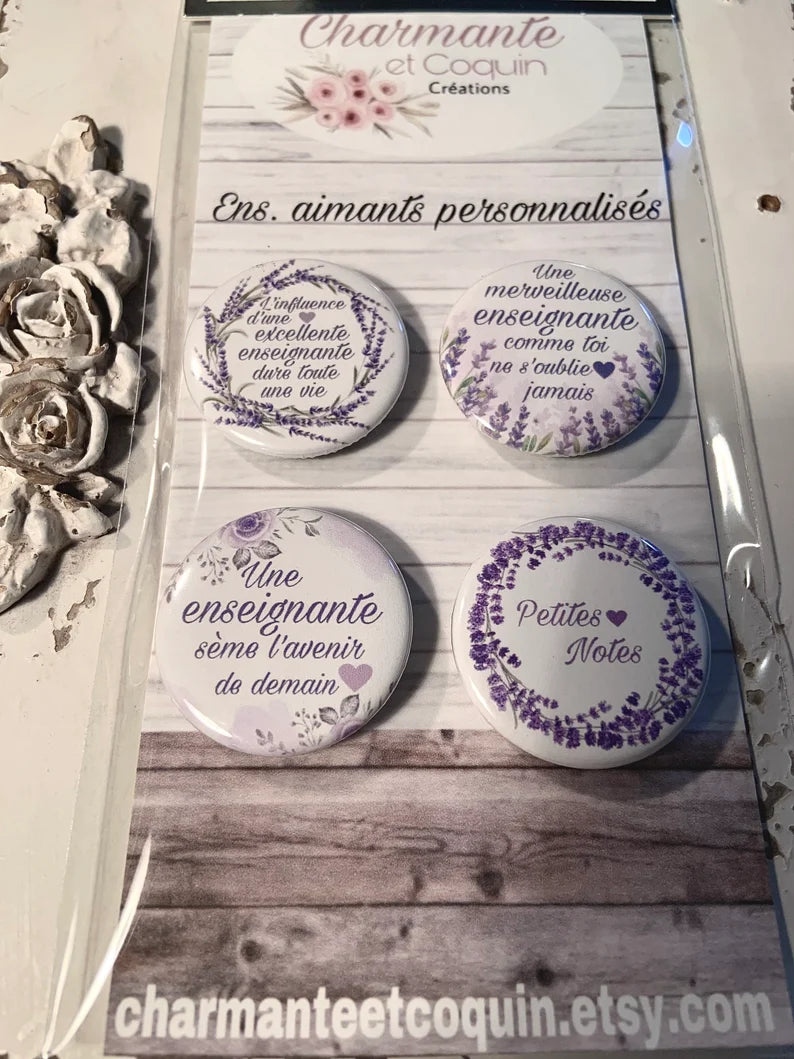 Charmante
et Coquin
Créations
Ens. aimants personnalisés
L'influence
d'une
excellente
enseignante
dure toute
une vie
Une
merveilleuse
enseignante
comme toi
ne s'oublie
jamais
Une
enseignante
sème l'avenir
de demain
Petites
Notes
charmanteetcoquin.etsy.com